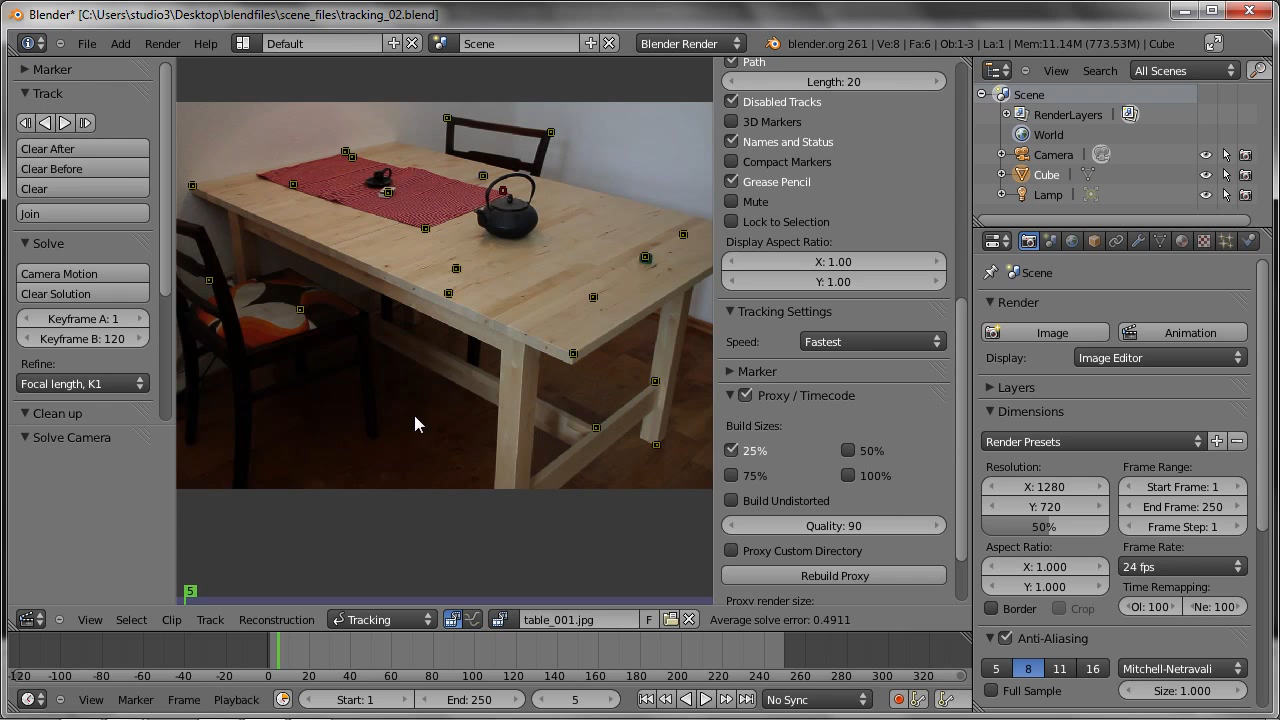 Blender* [C:\Users\studio3\Desktop\blendfiles\scene_files\tracking_02.blend]
File Add Render Help Default Scene Blender Render blender.org 261 | Ve:8 | Fa:6 | Ob:1-3 | La:1 | Mem:11.14M (773.53M) | Cube
Marker
Track
Clear After
Clear Before
Clear
Join
Solve
Camera Motion
Clear Solution
Keyframe A: 1
Keyframe B: 120
Refine:
Focal length, K1
Clean up
Solve Camera
5
Path
Length: 20
Disabled Tracks
3D Markers
Names and Status
Compact Markers
Grease Pencil
Mute
Lock to Selection
Display Aspect Ratio:
X: 1.00
Y: 1.00
Tracking Settings
Speed: Fastest
Marker
Proxy / Timecode
Build Sizes:
25% 50%
75% 100%
Build Undistorted
Quality: 90
Proxy Custom Directory
Rebuild Proxy
Proxy render size:
View Search All Scenes
Scene
RenderLayers
World
Camera
Cube
Lamp
Scene
Render
Image Animation
Display: Image Editor
Layers
Dimensions
Render Presets
Resolution: Frame Range:
X: 1280 Start Frame: 1
Y: 720 End Frame: 250
50% Frame Step: 1
Aspect Ratio: Frame Rate:
X: 1.000 24 fps
Y: 1.000 Time Remapping:
Border Crop Ol: 100 Ne: 100
Anti-Aliasing
5 8 11 16 Mitchell-Netravali
Full Sample Size: 1.000
View Select Clip Track Reconstruction Tracking table_001.jpg F Average solve error: 0.4911
-120 -100 -80 -60 -40 -20 0 20 40 60 80 100 120 140 160 180 200 220 240 260 280 300 320
View Marker Frame Playback Start: 1 End: 250 5 No Sync